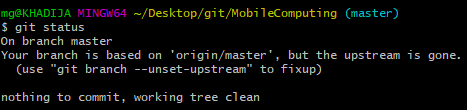 mg@KHADIJA MINGW64 ~/Desktop/git/MobileComputing (master)
$ git status
On branch master
Your branch is based on 'origin/master', but the upstream is gone.
  (use "git branch --unset-upstream" to fixup)

nothing to commit, working tree clean